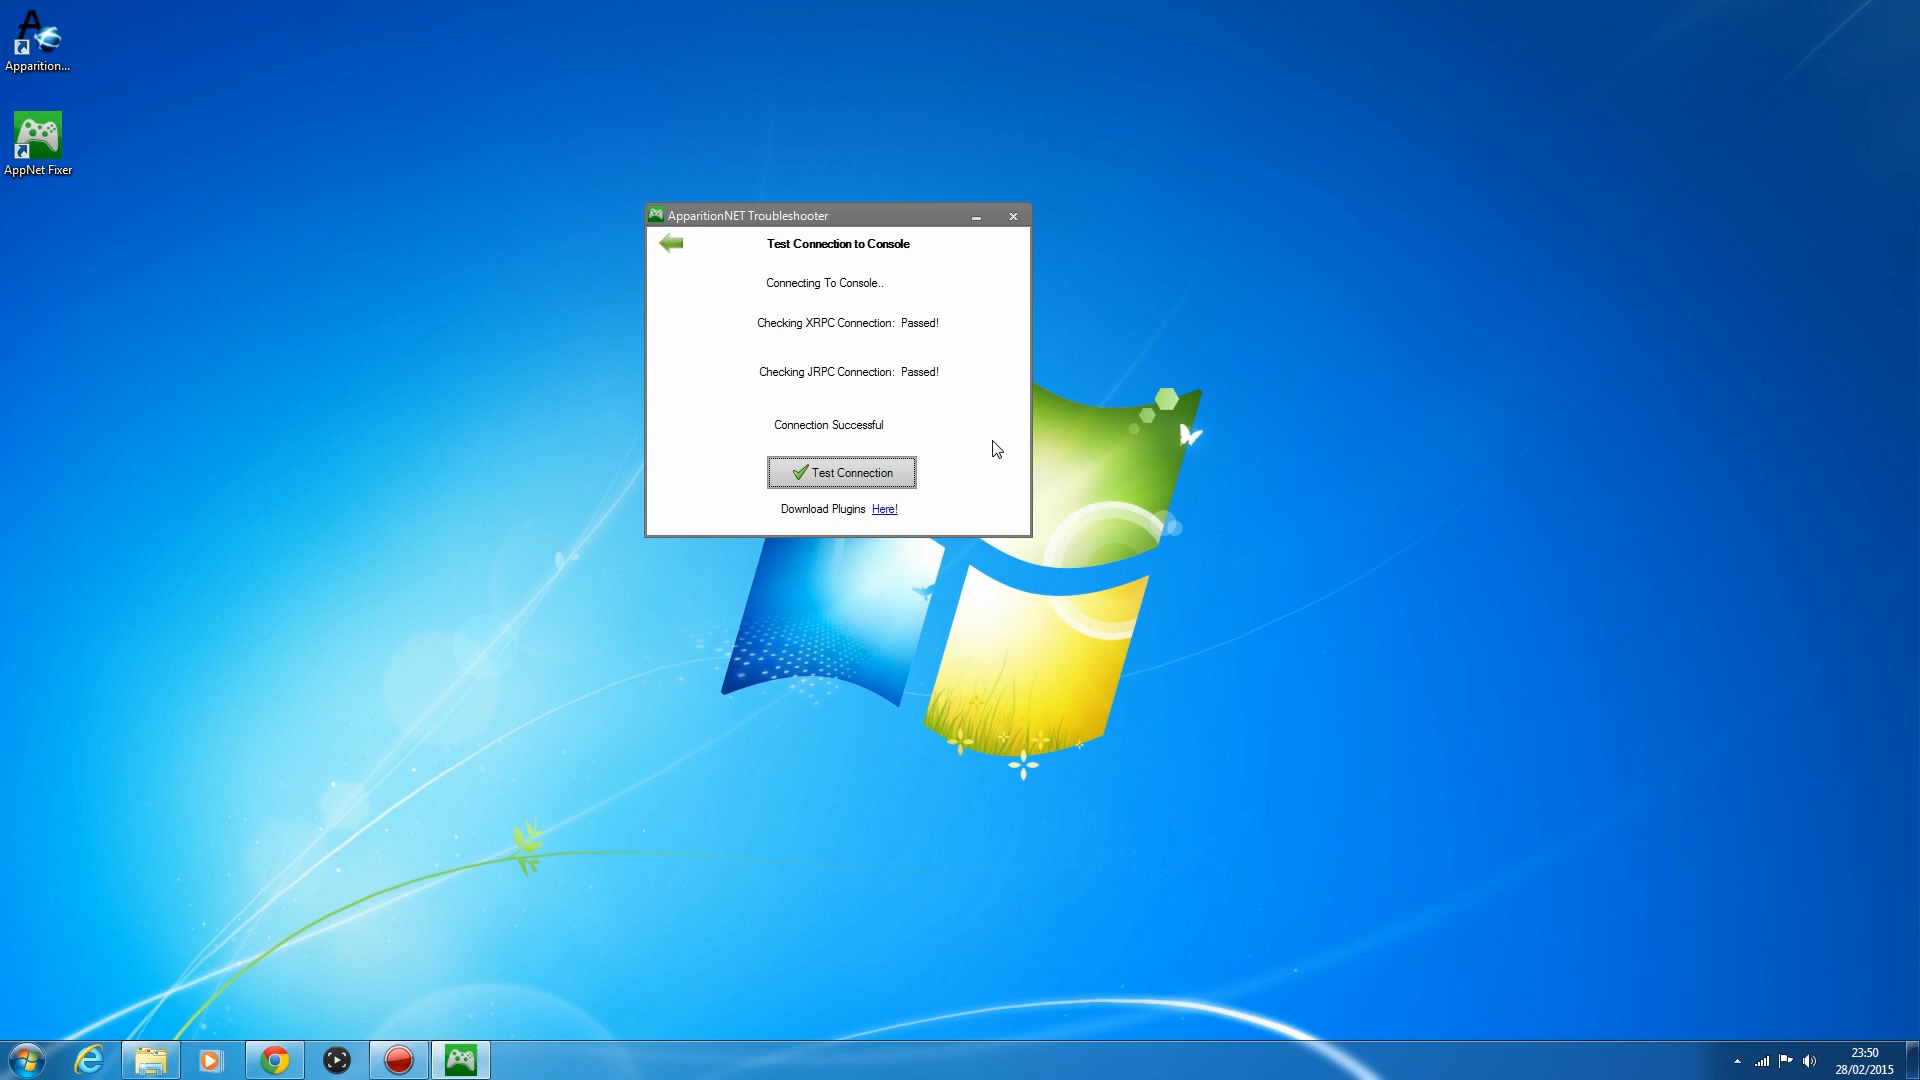 Apparition...
AppNet Fixer
ApparitionNET Troubleshooter
Test Connection to Console
Connecting To Console..
Checking XRPC Connection: Passed!
Checking JRPC Connection: Passed!
Connection Successful
Test Connection
Download Plugins Here!
23:50
28/02/2015